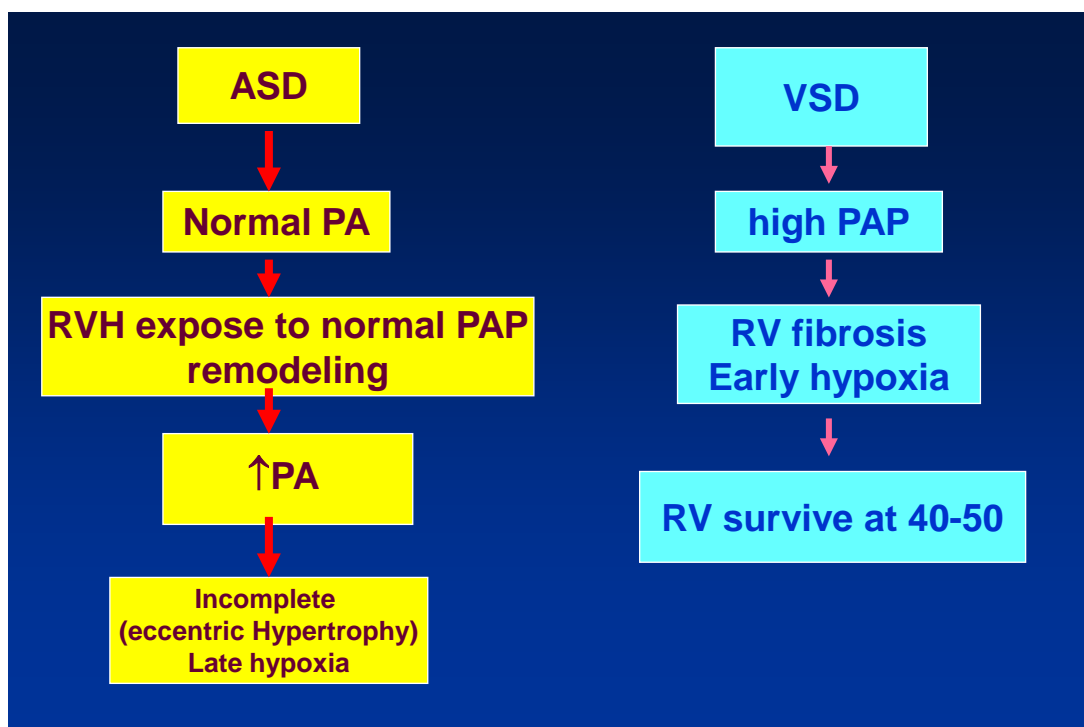 ASD
Normal PA
RVH expose to normal PAP
remodeling
↑PA
Incomplete
(eccentric Hypertrophy)
Late hypoxia
VSD
high PAP
RV fibrosis
Early hypoxia
RV survive at 40-50